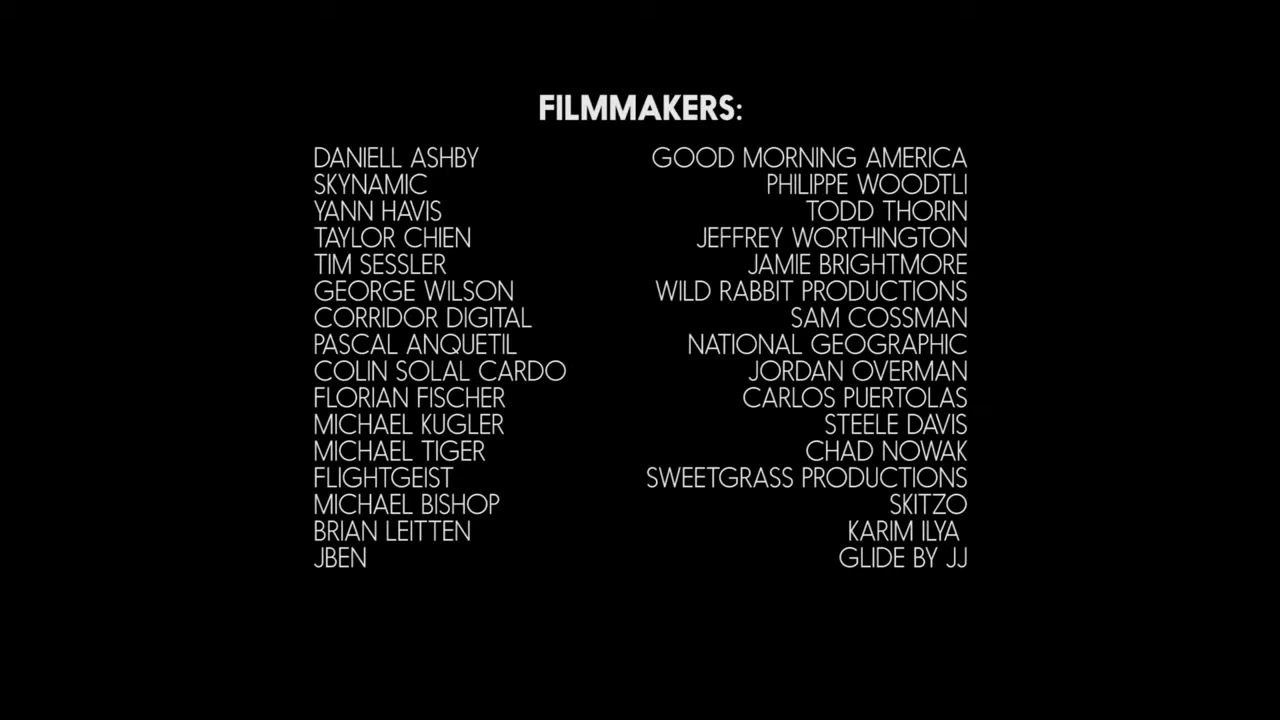 FILMMAKERS:
DANIELL ASHBY
SKYNAMIC
YANN HAVIS
TAYLOR CHIEN
TIM SESSLER
GEORGE WILSON
CORRIDOR DIGITAL
PASCAL ANQUETIL
COLIN SOLAL CARDO
FLORIAN FISCHER
MICHAEL KUGLER
MICHAEL TIGER
FLIGHTGEIST
MICHAEL BISHOP
BRIAN LEITTEN
JBEN
GOOD MORNING AMERICA
PHILIPPE WOODTLI
TODD THORIN
JEFFREY WORTHINGTON
JAMIE BRIGHTMORE
WILD RABBIT PRODUCTIONS
SAM COSSMAN
NATIONAL GEOGRAPHIC
JORDAN OVERMAN
CARLOS PUERTOLAS
STEELE DAVIS
CHAD NOWAK
SWEETGRASS PRODUCTIONS
SKITZO
KARIM ILYA
GLIDE BY JJ